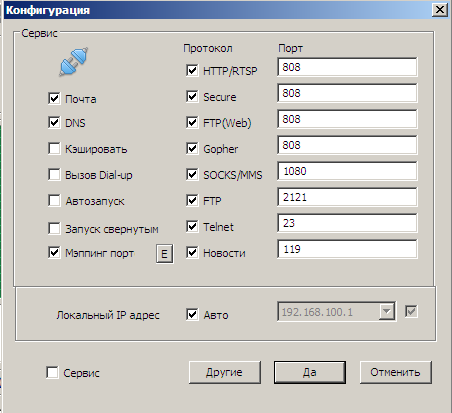 Конфигурация
Сервис
Протокол Порт
HTTP/RTSP 808
Почта Secure 808
DNS FTP(Web) 808
Кэшировать Gopher 808
Вызов Dial-up SOCKS/MMS 1080
Автозапуск FTP 2121
Запуск свернутым Telnet 23
Мэппинг порт E Новости 119
Локальный IP адрес Авто 192.168.100.1
Сервис Другие Да Отменить